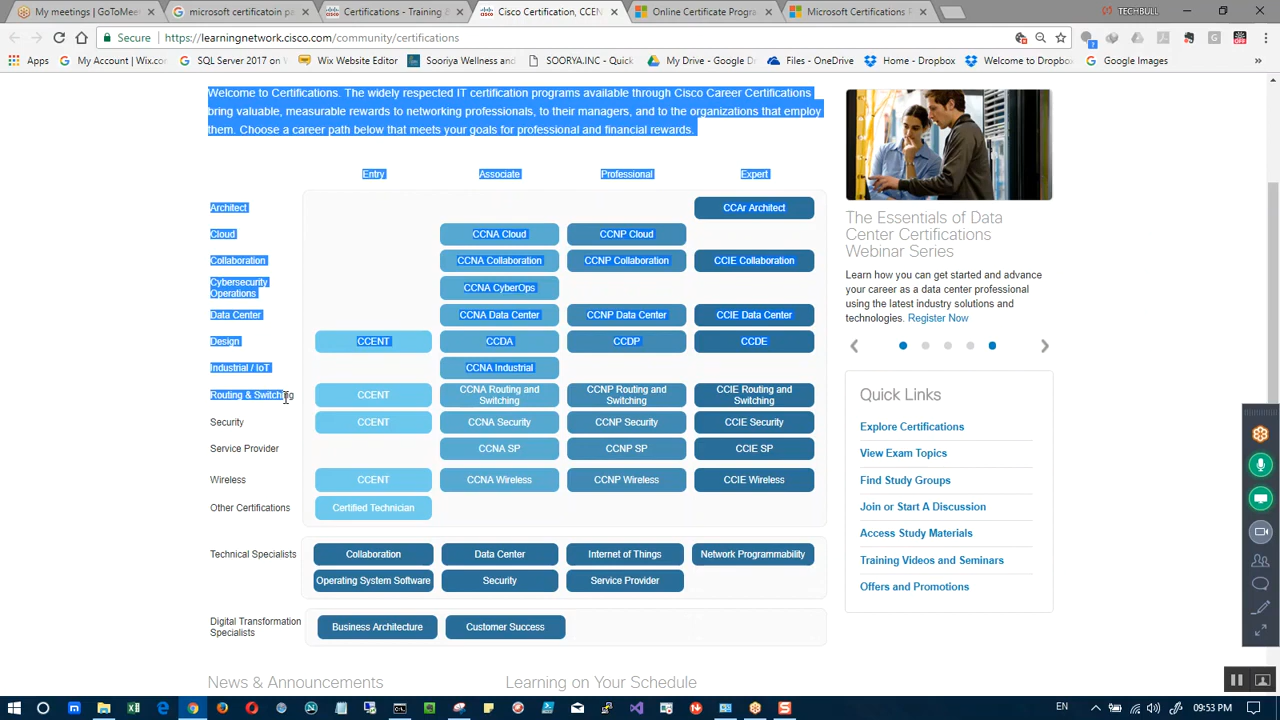 My meetings | GoToMeet
microsoft certificatoin pa
Certifications - Training &
Cisco Certification, CCEN
Online Certificate Progra
Microsoft Certifications F
TECHBULL
Secure
https://learningnetwork.cisco.com/community/certifications
Apps
My Account | Wix.co
SQL Server 2017 on
Wix Website Editor
Sooriya Wellness and
SOORYA.INC - Quick
My Drive - Google D
Files - OneDrive
Welcome to Dropbox
Welcome to Dropbox
Google Images
Welcome to Certifications. The widely respected IT certification programs available through Cisco Career Certifications
bring valuable, measurable rewards to networking professionals, to their managers, and to the organizations that employ
them. Choose a career path below that meets your goals for professional and financial rewards.
Entry Associate Professional Expert
Architect CCAr Architect
Cloud CCNA Cloud CCNP Cloud
Collaboration CCNA Collaboration CCNP Collaboration CCIE Collaboration
Cybersecurity
Operations
CCNA CyberOps
Data Center CCNA Data Center CCNP Data Center CCIE Data Center
Design CCENT CCDA CCDP CCDE
Industrial / IoT CCNA Industrial
Routing & Switching CCENT
CCNA Routing and
Switching
CCNP Routing and
Switching
CCIE Routing and
Switching
Security CCENT CCNA Security CCNP Security CCIE Security
Service Provider CCNA SP CCNP SP CCIE SP
Wireless CCENT CCNA Wireless CCNP Wireless CCIE Wireless
Other Certifications Certified Technician
Technical Specialists Collaboration Data Center Internet of Things Network Programmability
Operating System Software Security Service Provider
Digital Transformation
Specialists
Business Architecture Customer Success
News & Announcements
Learning on Your Schedule
The Essentials of Data
Center Certifications
Webinar Series
Learn how you can get started and advance
your career as a data center professional
using the latest industry solutions and
technologies. Register Now
Quick Links
Explore Certifications
View Exam Topics
Find Study Groups
Join or Start A Discussion
Access Study Materials
Training Videos and Seminars
Offers and Promotions
EN
09:53 PM